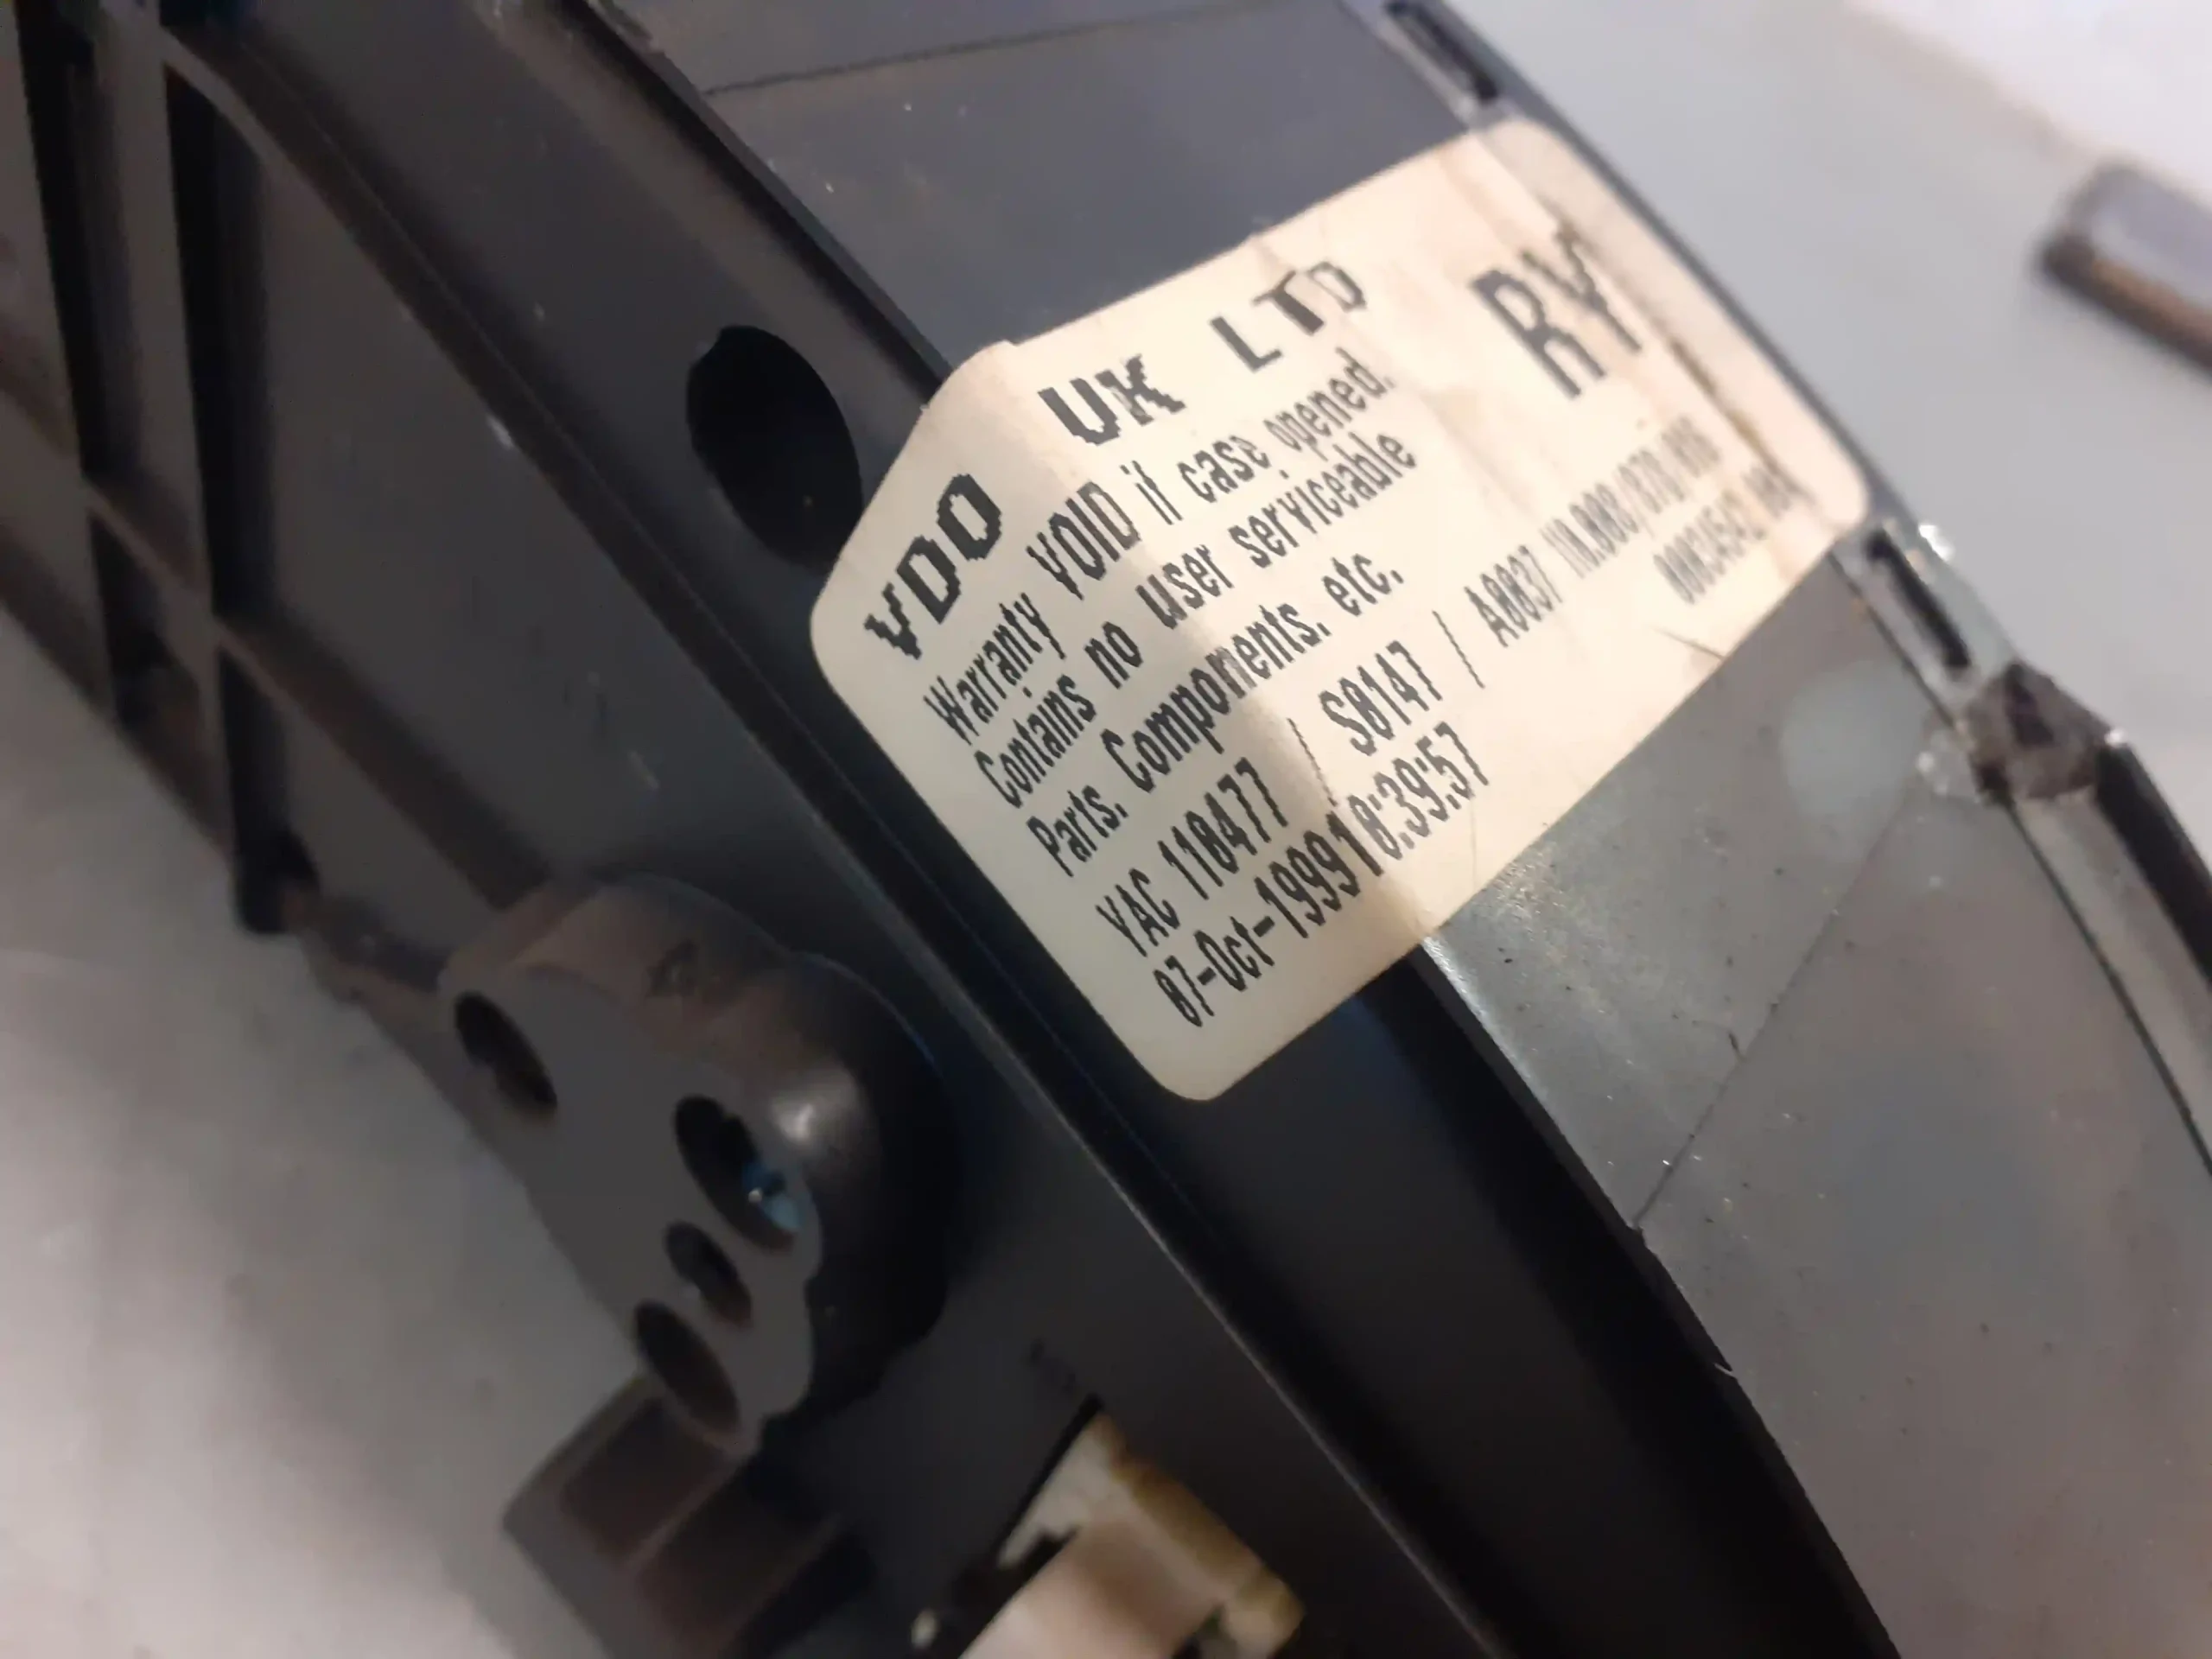 VDO UK LTD
RY
Warranty VOID if case opened.
Contains no user serviceable
Parts. Components. etc.
YAC 110477 / S0147 / A0037
07-Oct-1999 10:39:57